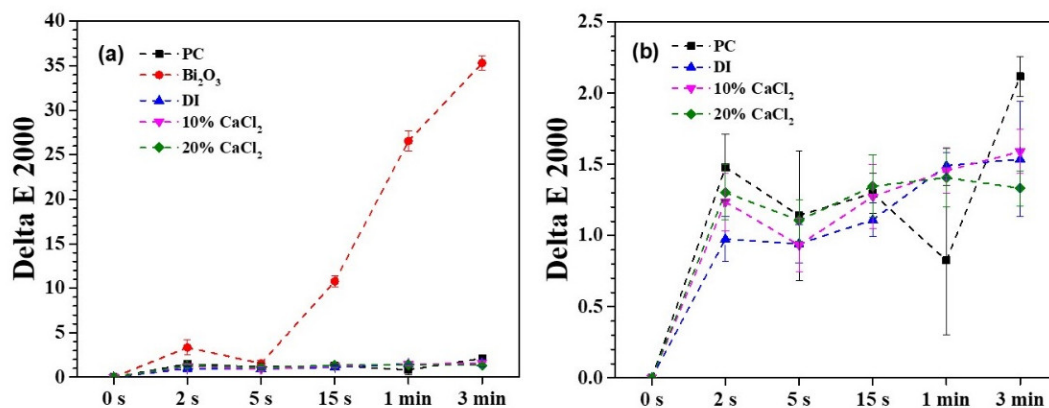 (a)
PC
Bi₂O₃
DI
10% CaCl₂
20% CaCl₂
Delta E 2000
40
35
30
25
20
15
10
5
0
0 s 2 s 5 s 15 s 1 min 3 min
(b)
PC
DI
10% CaCl₂
20% CaCl₂
Delta E 2000
2.5
2.0
1.5
1.0
0.5
0.0
0 s 2 s 5 s 15 s 1 min 3 min